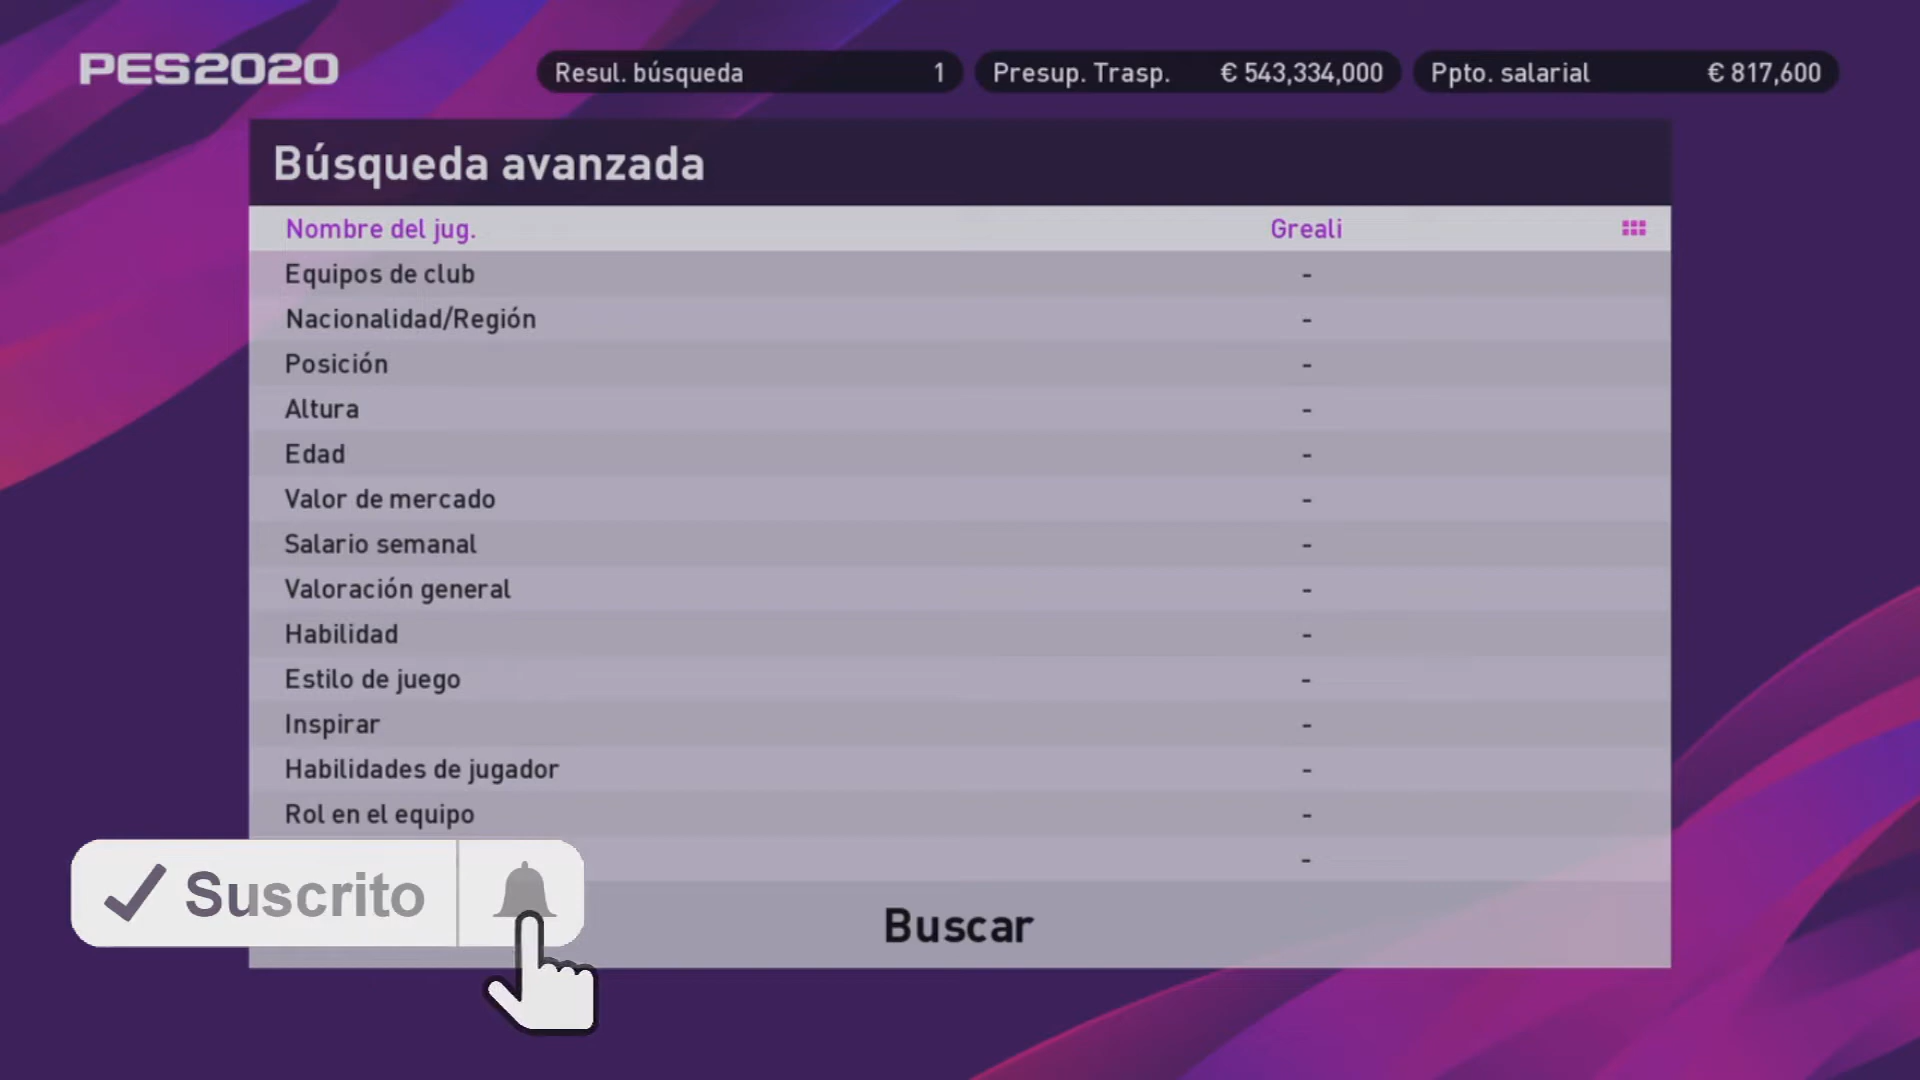 PES2020
Resul. búsqueda 1
Presup. Trasp. € 543,334,000
Ppto. salarial € 817,600
Búsqueda avanzada
Nombre del jug. Greali
Equipos de club -
Nacionalidad/Región -
Posición -
Altura -
Edad -
Valor de mercado -
Salario semanal -
Valoración general -
Habilidad -
Estilo de juego -
Inspirar -
Habilidades de jugador -
Rol en el equipo -
-
Suscrito
Buscar